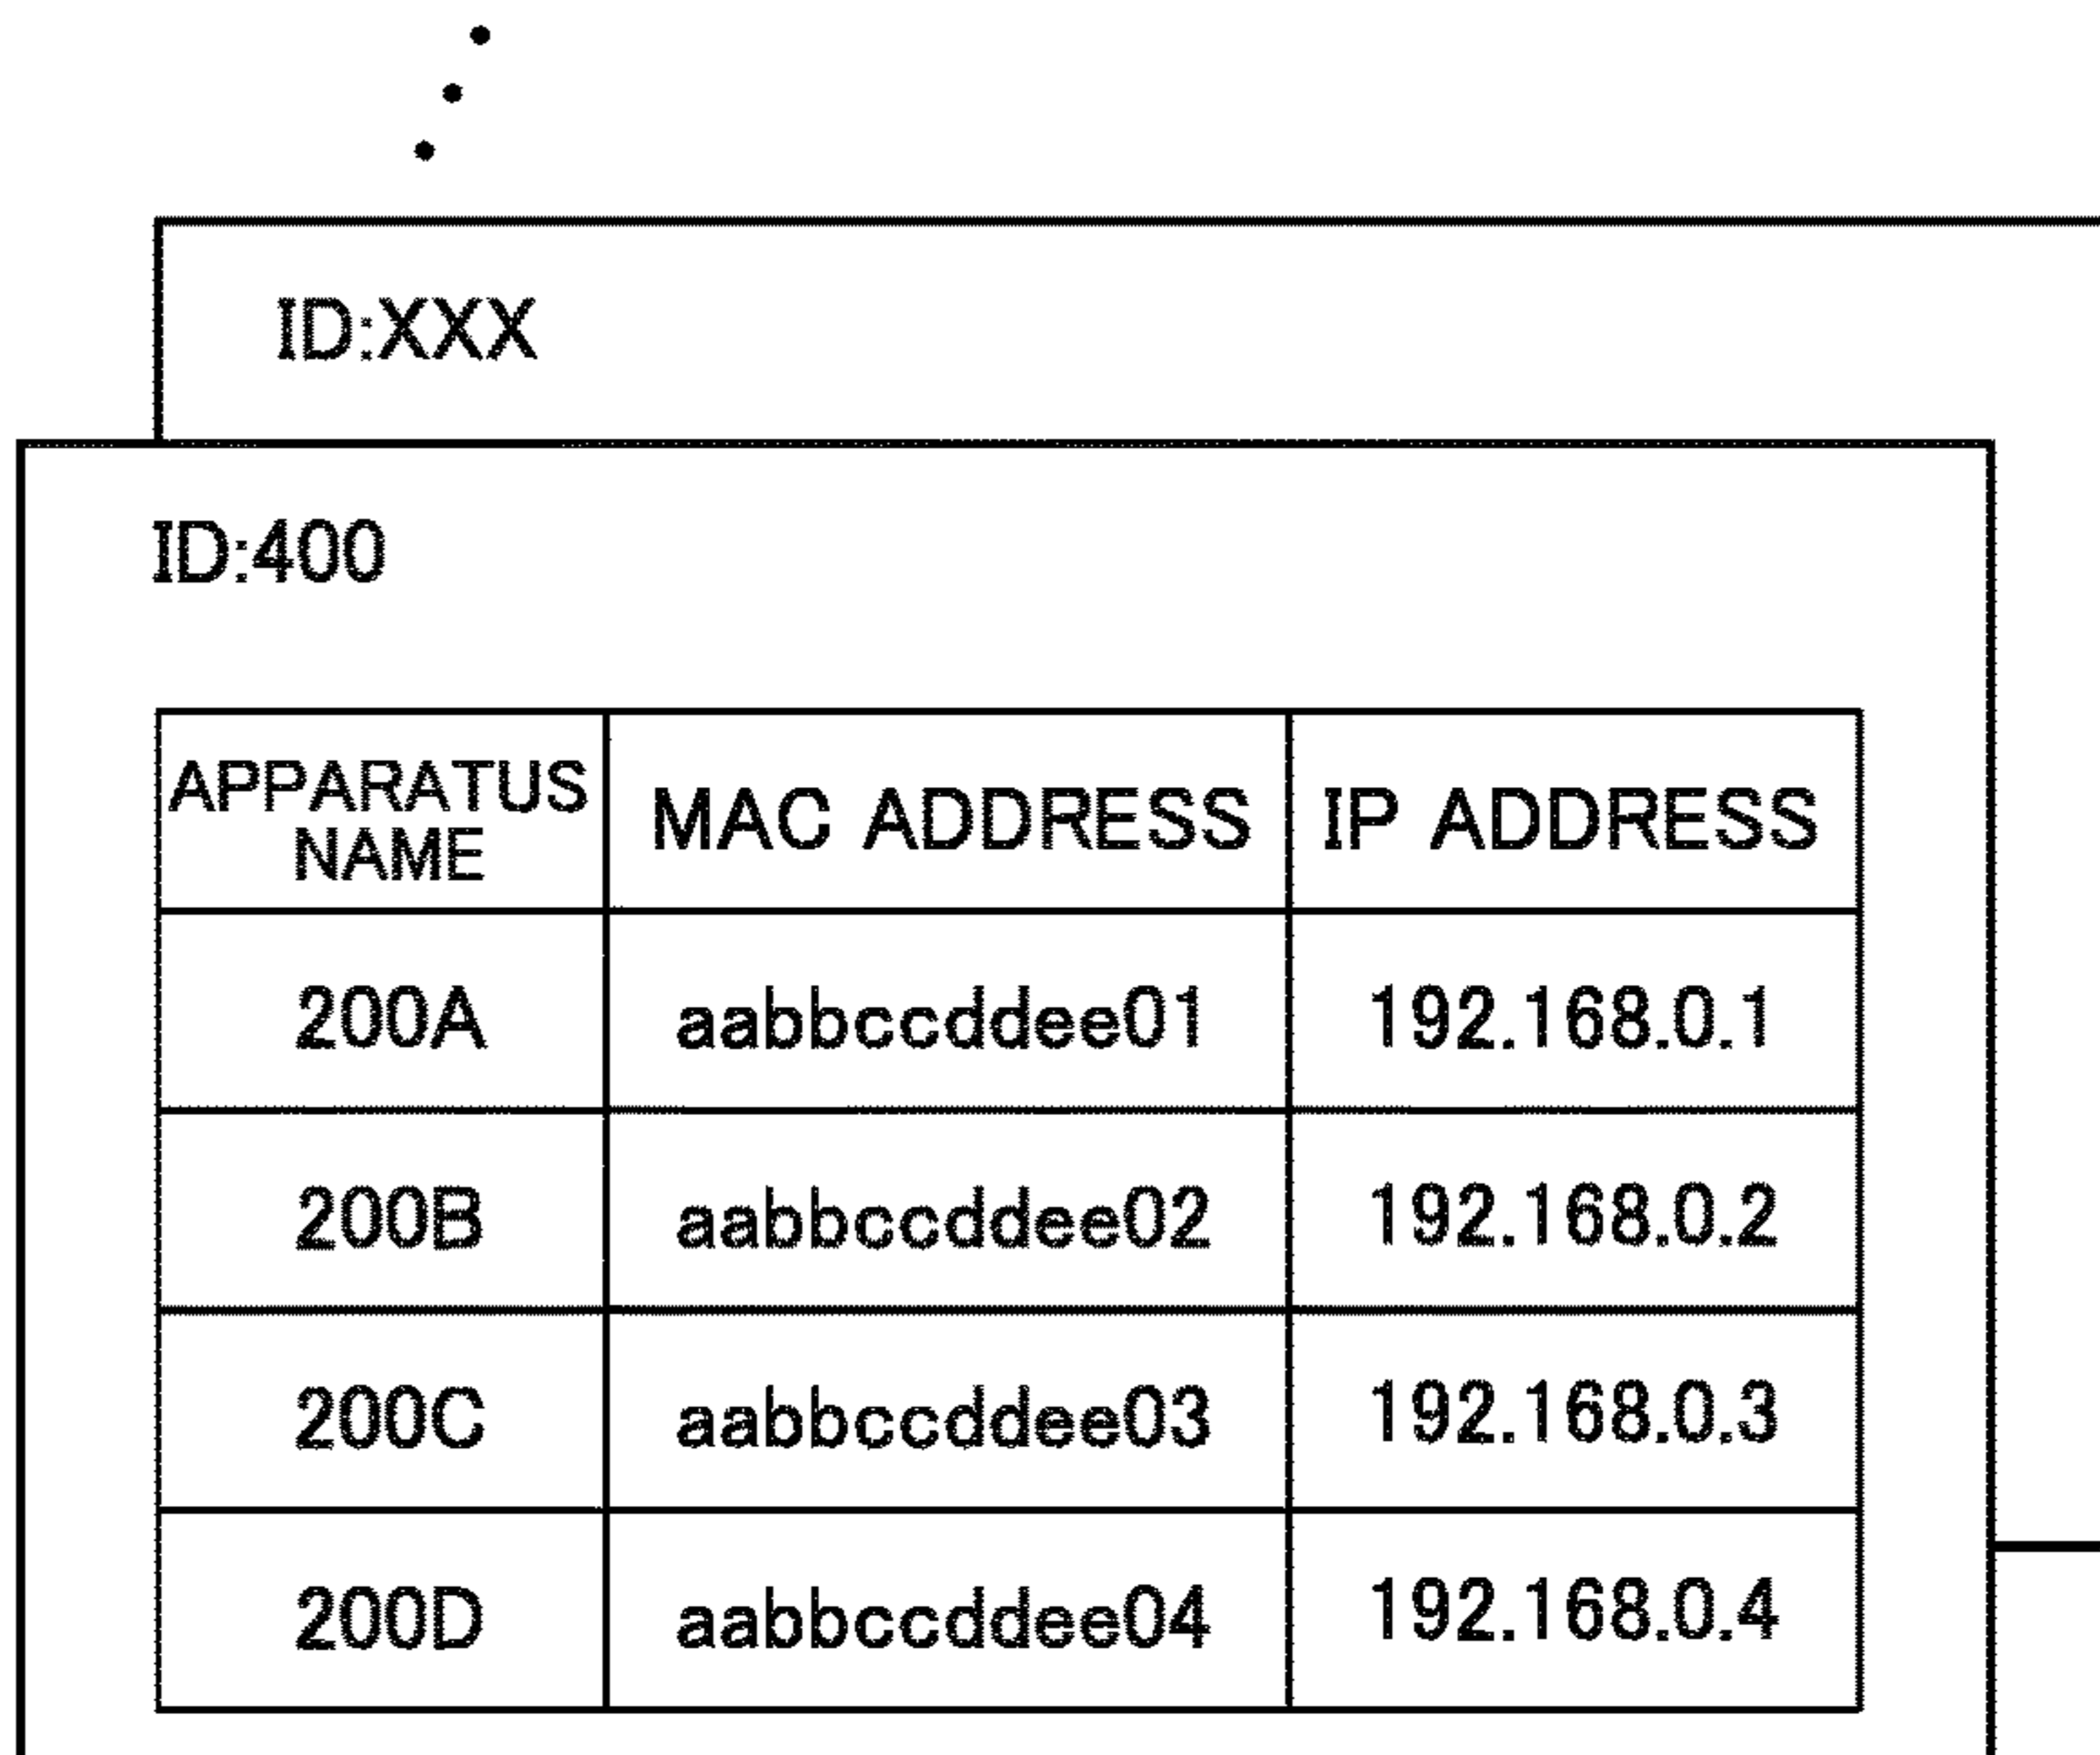 ID:XXX
ID:400
APPARATUS NAME MAC ADDRESS IP ADDRESS
200A aabbccddee01 192.168.0.1
200B aabbccddee02 192.168.0.2
200C aabbccddee03 192.168.0.3
200D aabbccddee04 192.168.0.4